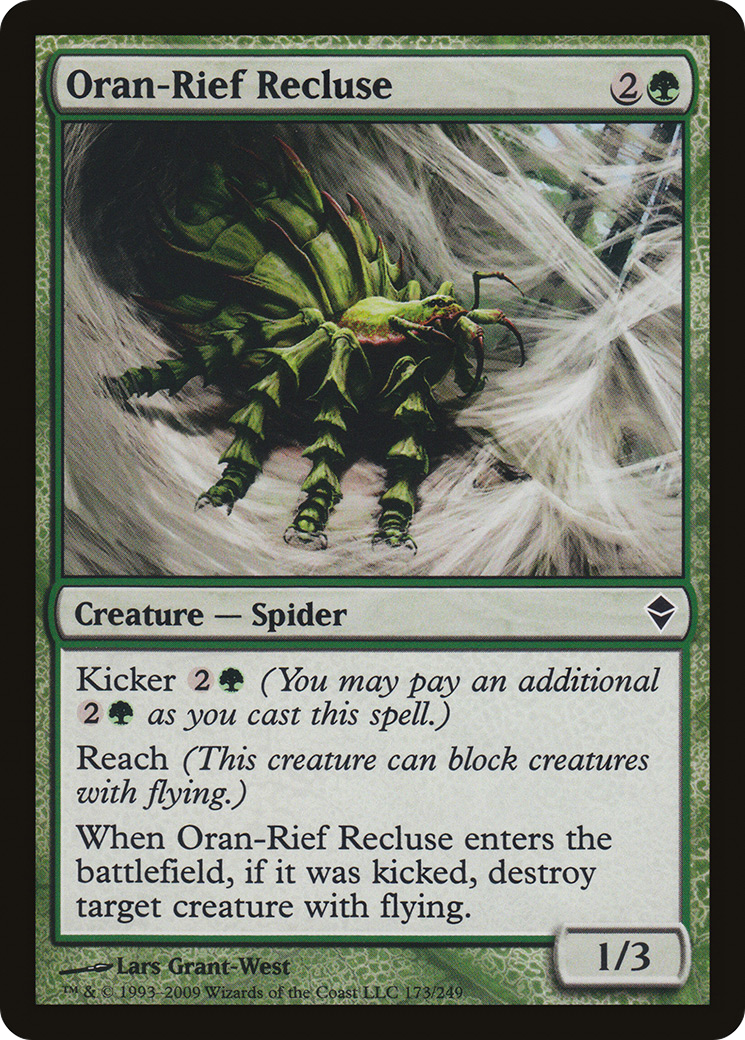 Oran-Rief Recluse 2
Creature — Spider
Kicker 2 (You may pay an additional
2 as you cast this spell.)
Reach (This creature can block creatures
with flying.)
When Oran-Rief Recluse enters the
battlefield, if it was kicked, destroy
target creature with flying.
1/3
Lars Grant-West
™ & © 1993–2009 Wizards of the Coast LLC 173/249